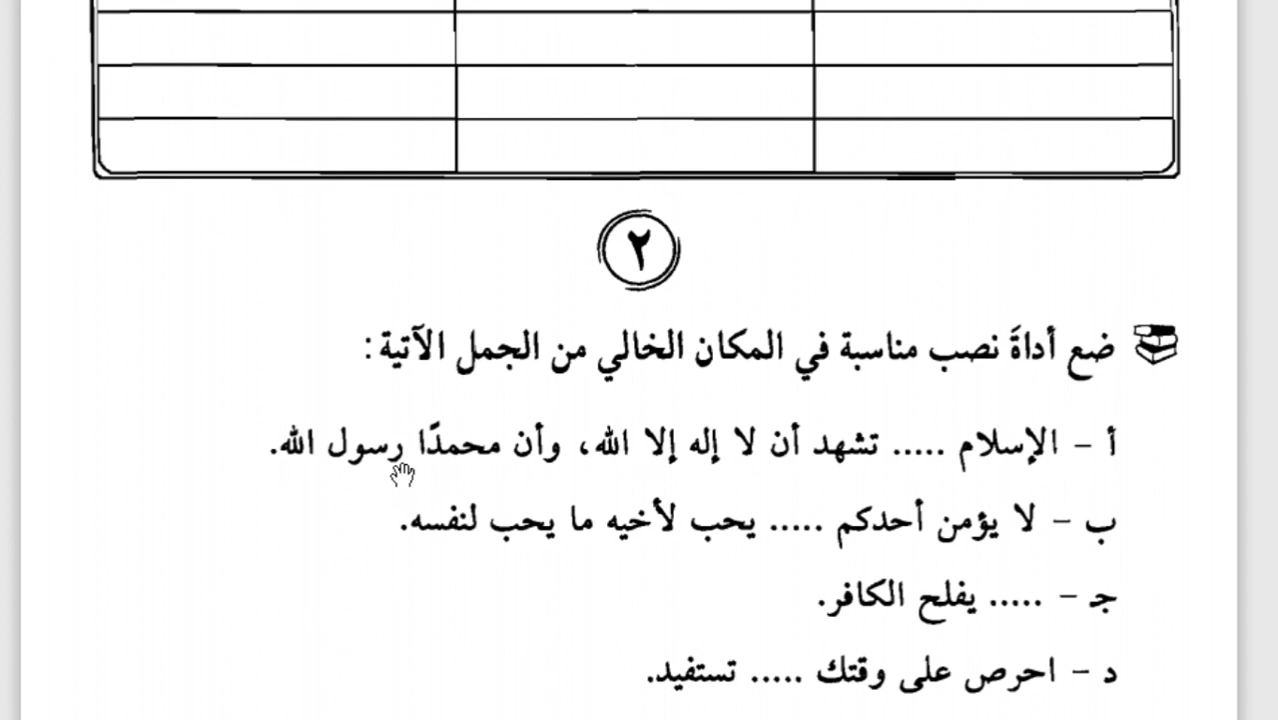 ٢
ضع أداةَ نصب مناسبة في المكان الخالي من الجمل الآتية:
أ - الإسلام ..... تشهد أن لا إله إلا الله، وأن محمدًا رسول الله.
ب - لا يؤمن أحدكم ..... يحب لأخيه ما يحب لنفسه.
جـ - ..... يفلح الكافر.
د - احرص على وقتك ..... تستفيد.